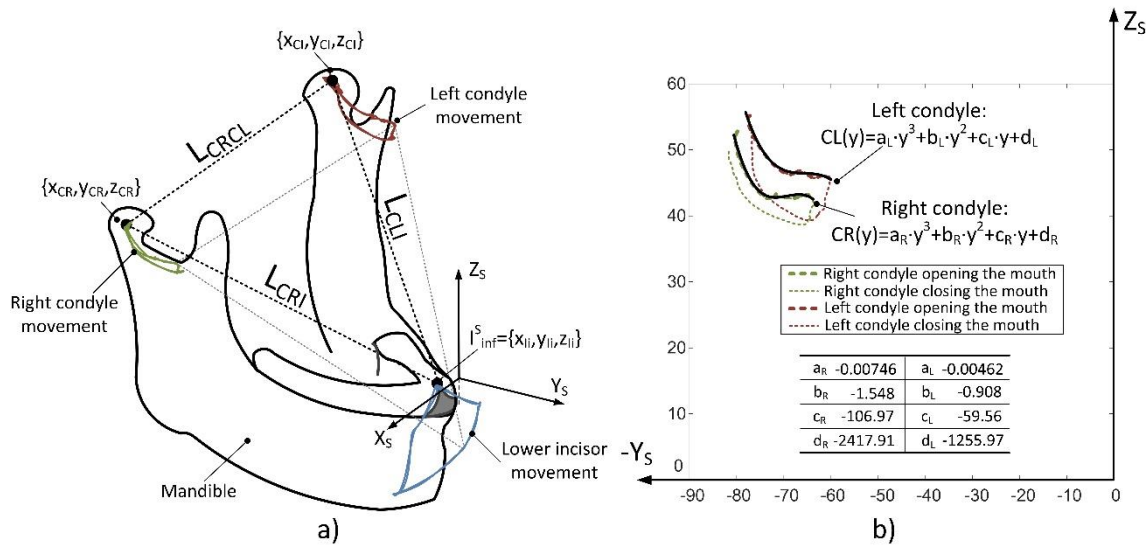 {xCl,yCl,zCl}
Left condyle
movement
LCRCL
{xCR,yCR,zCR}
LCLI
LCRI
Right condyle
movement
ZS
I^S_inf={xli,yli,zli}
YS
XS
Lower incisor
movement
Mandible
a)
ZS
60
50
40
30
20
10
0
Left condyle:
CL(y)=aL·y³+bL·y²+cL·y+dL
Right condyle:
CR(y)=aR·y³+bR·y²+cR·y+dR
Right condyle opening the mouth
Right condyle closing the mouth
Left condyle opening the mouth
Left condyle closing the mouth
aR -0.00746 aL -0.00462
bR -1.548 bL -0.908
cR -106.97 cL -59.56
dR -2417.91 dL -1255.97
-YS
-90 -80 -70 -60 -50 -40 -30 -20 -10 0
b)